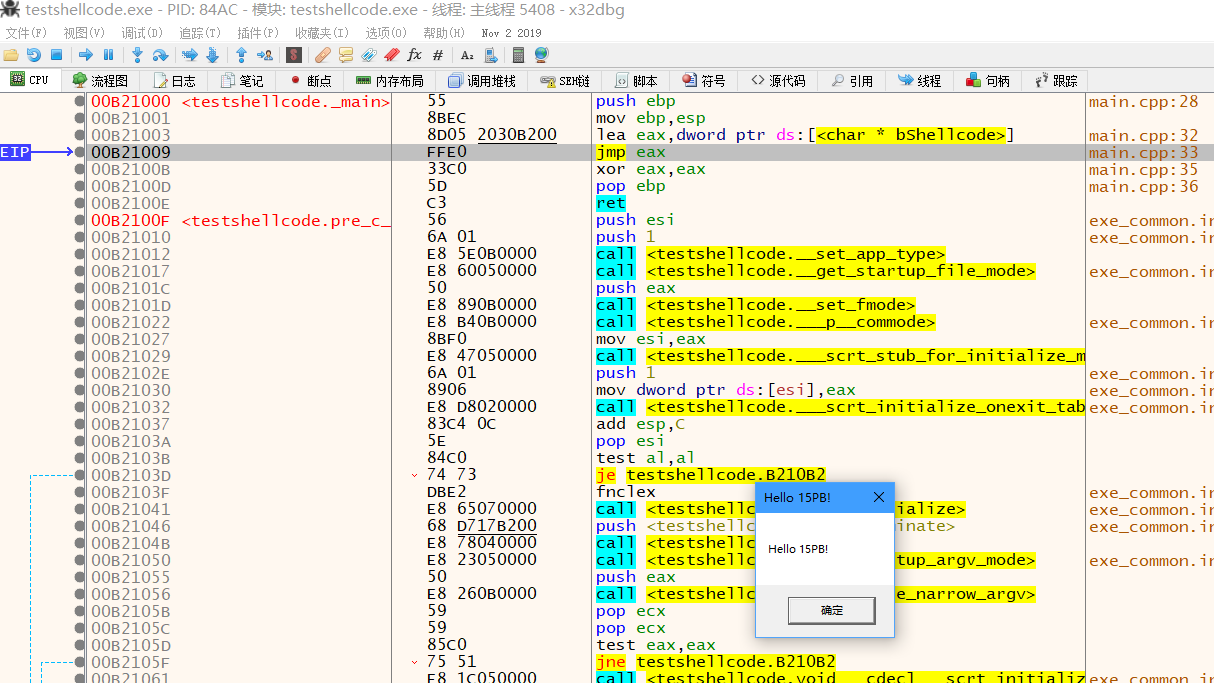 testshellcode.exe - PID: 84AC - 模块: testshellcode.exe - 线程: 主线程 5408 - x32dbg
文件(F) 视图(V) 调试(D) 追踪(T) 插件(P) 收藏夹(I) 选项(O) 帮助(H) Nov 2 2019
CPU 流程图 日志 笔记 断点 内存布局 调用堆栈 SEH链 脚本 符号 源代码 引用 线程 句柄 跟踪
00B21000 <testshellcode._main> 55 push ebp main.cpp:28
00B21001 8BEC mov ebp,esp
00B21003 8D05 2030B200 lea eax,dword ptr ds:[<char * bShellcode>] main.cpp:32
EIP 00B21009 FFE0 jmp eax main.cpp:33
00B2100B 33C0 xor eax,eax main.cpp:35
00B2100D 5D pop ebp main.cpp:36
00B2100E C3 ret
00B2100F <testshellcode.pre_c_ 56 push esi exe_common.in
00B21010 6A 01 push 1 exe_common.in
00B21012 E8 5E0B0000 call <testshellcode.__set_app_type>
00B21017 E8 60050000 call <testshellcode.__get_startup_file_mode> exe_common.in
00B2101C 50 push eax
00B2101D E8 890B0000 call <testshellcode.__set_fmode>
00B21022 E8 B40B0000 call <testshellcode.___p__commode> exe_common.in
00B21027 8BF0 mov esi,eax
00B21029 E8 47050000 call <testshellcode.___scrt_stub_for_initialize_m
00B2102E 6A 01 push 1 exe_common.in
00B21030 8906 mov dword ptr ds:[esi],eax exe_common.in
00B21032 E8 D8020000 call <testshellcode.___scrt_initialize_onexit_tab exe_common.in
00B21037 83C4 0C add esp,C
00B2103A 5E pop esi
00B2103B 84C0 test al,al
00B2103D 74 73 je testshellcode.B210B2
00B2103F DBE2 fnclex exe_common.in
00B21041 E8 65070000 call <testshellc ialize> exe_common.in
00B21046 68 D717B200 push <testshellc inate> exe_common.in
00B2104B E8 78040000 call <testshellc
00B21050 E8 23050000 call <testshellc tup_argv_mode> exe_common.in
00B21055 50 push eax
00B21056 E8 260B0000 call <testshellc e_narrow_argv>
00B2105B 59 pop ecx
00B2105C 59 pop ecx
00B2105D 85C0 test eax,eax
00B2105F 75 51 jne testshellcode.B210B2
00B21061 E8 1C050000 call <testshellcode.void __cdecl __scrt_initializ exe_common.in
Hello 15PB!
Hello 15PB!
确定